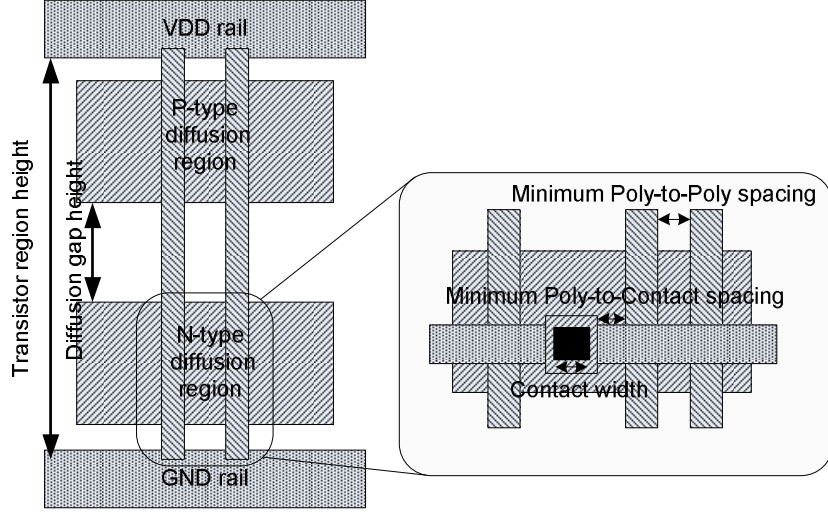 VDD rail
P-type
diffusion
region
Transistor region height
Diffusion gap height
N-type
diffusion
region
GND rail
Minimum Poly-to-Poly spacing
Minimum Poly-to-Contact spacing
Contact width